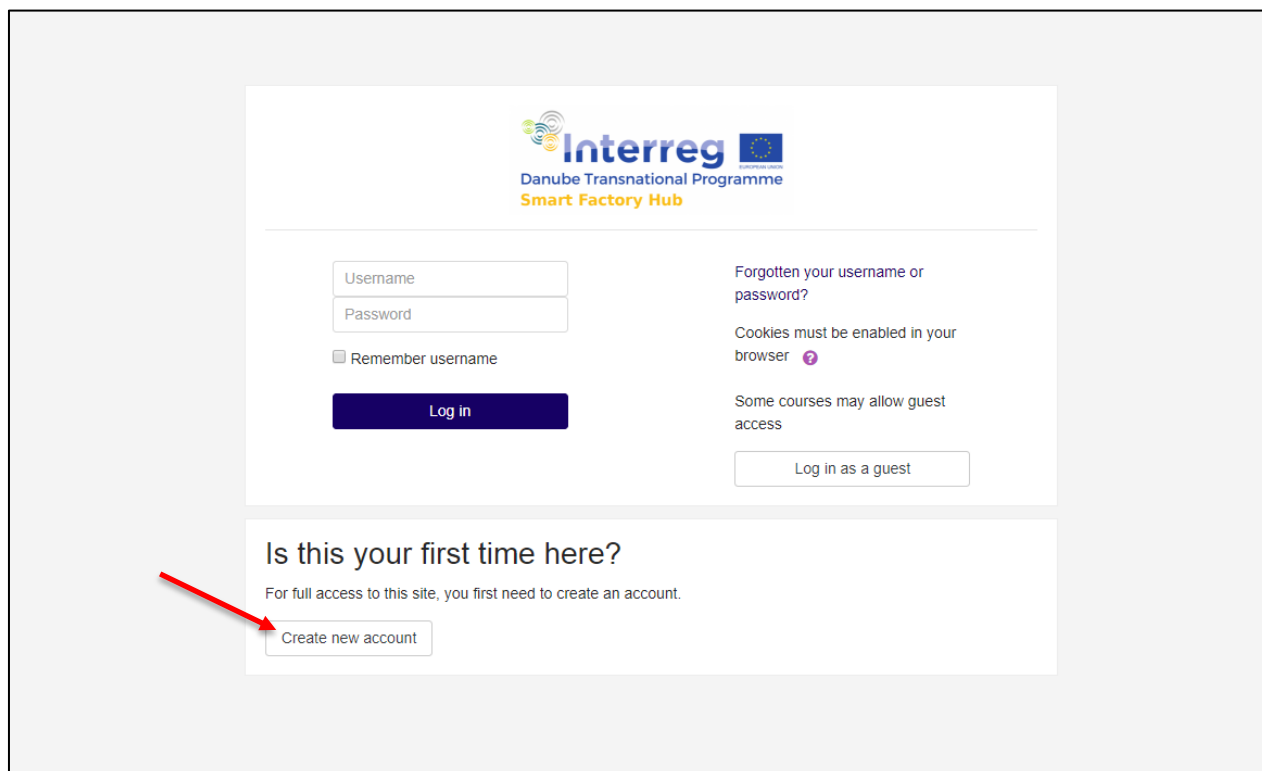 Interreg
EUROPEAN UNION
Danube Transnational Programme
Smart Factory Hub
Username
Password
Remember username
Log in
Forgotten your username or
password?
Cookies must be enabled in your
browser ?
Some courses may allow guest
access
Log in as a guest
Is this your first time here?
For full access to this site, you first need to create an account.
Create new account